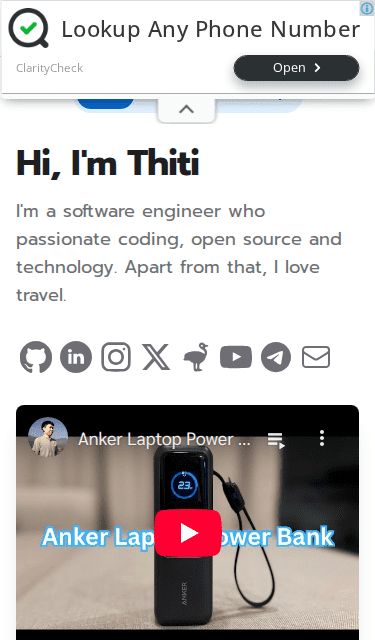 Lookup Any Phone Number
ClarityCheck
Open
Hi, I'm Thiti
I'm a software engineer who
passionate coding, open source and
technology. Apart from that, I love
travel.
Anker Laptop Power ...
23
Anker Lap ower Bank
ANKER